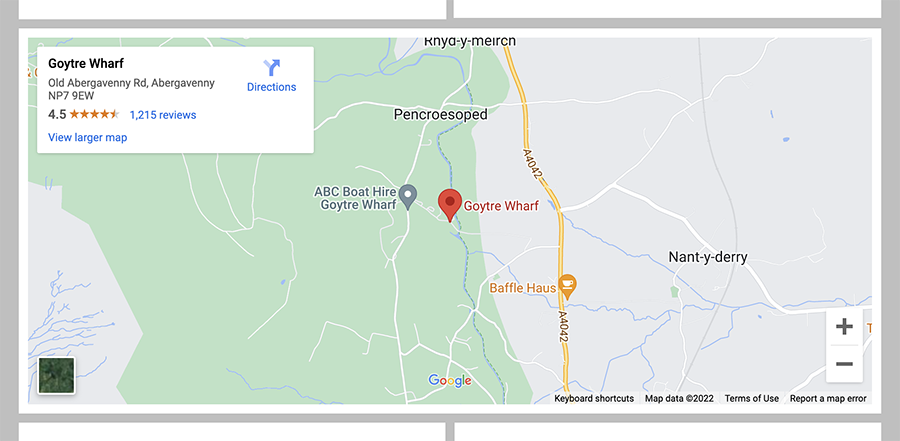 Rhyd-y-meirch
Goytre Wharf
Old Abergavenny Rd, Abergavenny
NP7 9EW
4.5 1,215 reviews
View larger map
Directions
Pencroesoped
A4042
ABC Boat Hire
Goytre Wharf
Goytre Wharf
Nant-y-derry
Baffle Haus
A4042
Google
Keyboard shortcuts Map data ©2022 Terms of Use Report a map error